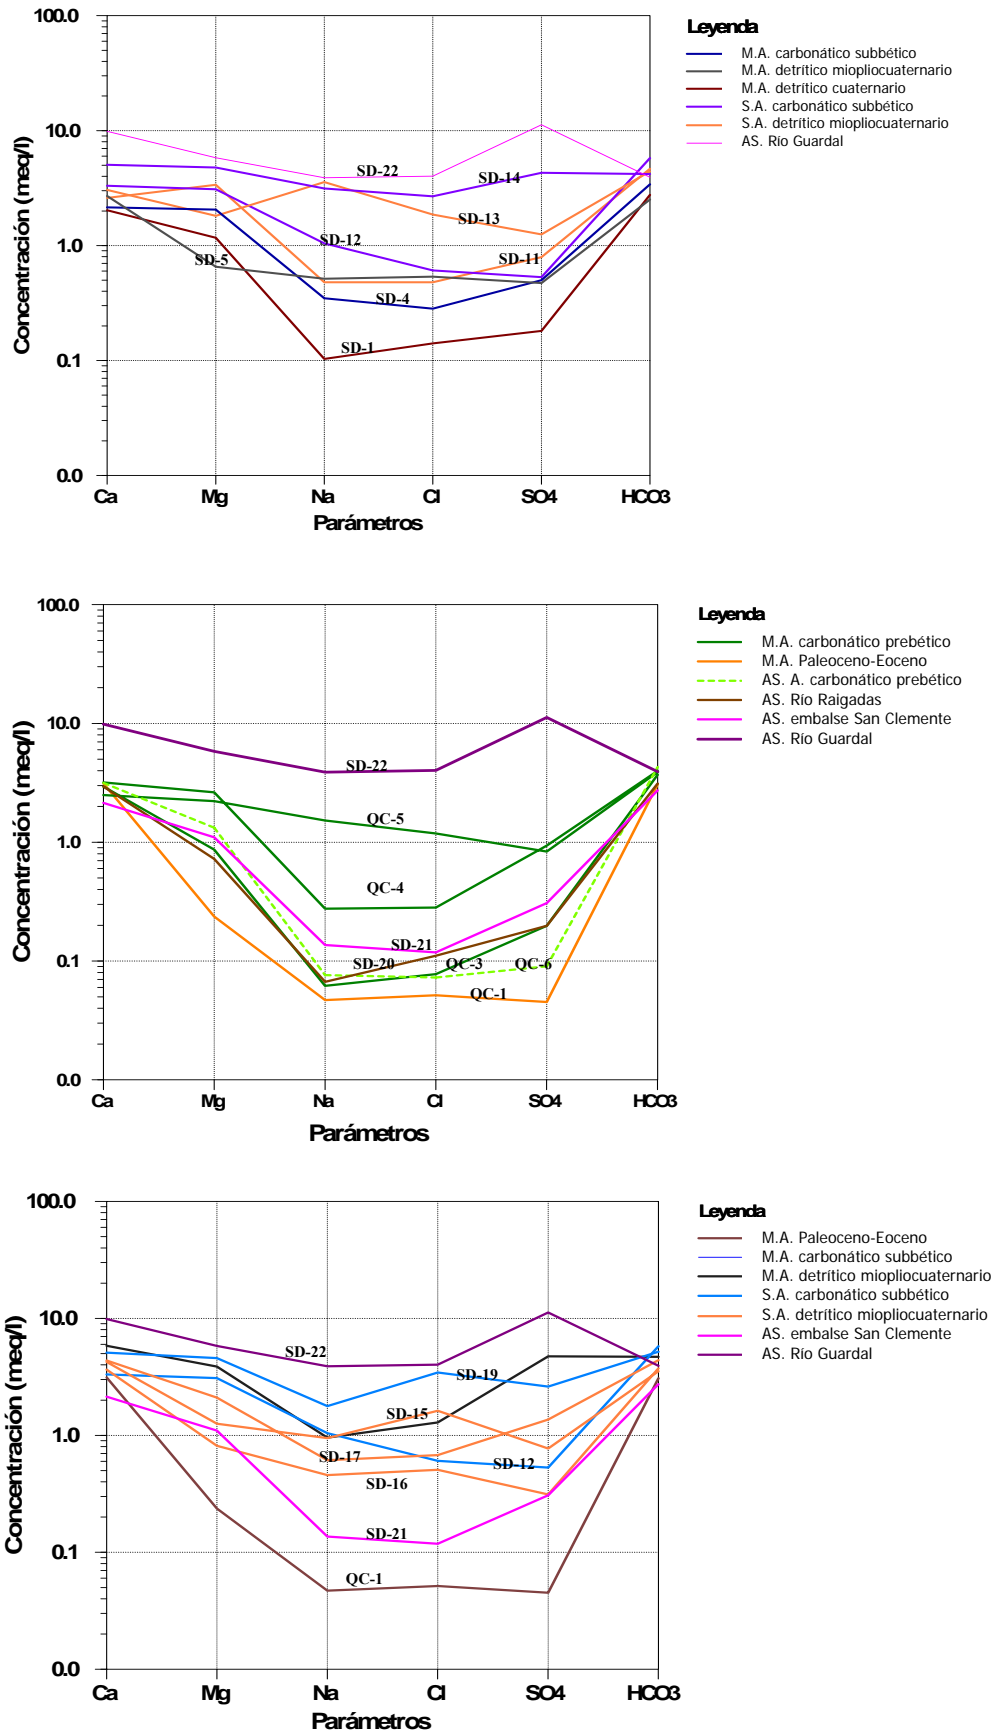 100.0
10.0
1.0
0.1
0.0
Concentración (meq/l)
SD-22
SD-14
SD-13
SD-12
SD-11
SD-5
SD-4
SD-1
Ca Mg Na Cl SO4 HCO3
Parámetros
Leyenda
M.A. carbonático subbético
M.A. detrítico miopliocuaternario
M.A. detrítico cuaternario
S.A. carbonático subbético
S.A. detrítico miopliocuaternario
AS. Río Guardal
100.0
10.0
1.0
0.1
0.0
Concentración (meq/l)
SD-22
QC-5
QC-4
SD-21
SD-20 QC-3 QC-6
QC-1
Ca Mg Na Cl SO4 HCO3
Parámetros
Leyenda
M.A. carbonático prebético
M.A. Paleoceno-Eoceno
AS. A. carbonático prebético
AS. Río Raigadas
AS. embalse San Clemente
AS. Río Guardal
100.0
10.0
1.0
0.1
0.0
Concentración (meq/l)
SD-22
SD-19
SD-15
SD-17
SD-12
SD-16
SD-21
QC-1
Ca Mg Na Cl SO4 HCO3
Parámetros
Leyenda
M.A. Paleoceno-Eoceno
M.A. carbonático subbético
M.A. detrítico miopliocuaternario
S.A. carbonático subbético
S.A. detrítico miopliocuaternario
AS. embalse San Clemente
AS. Río Guardal